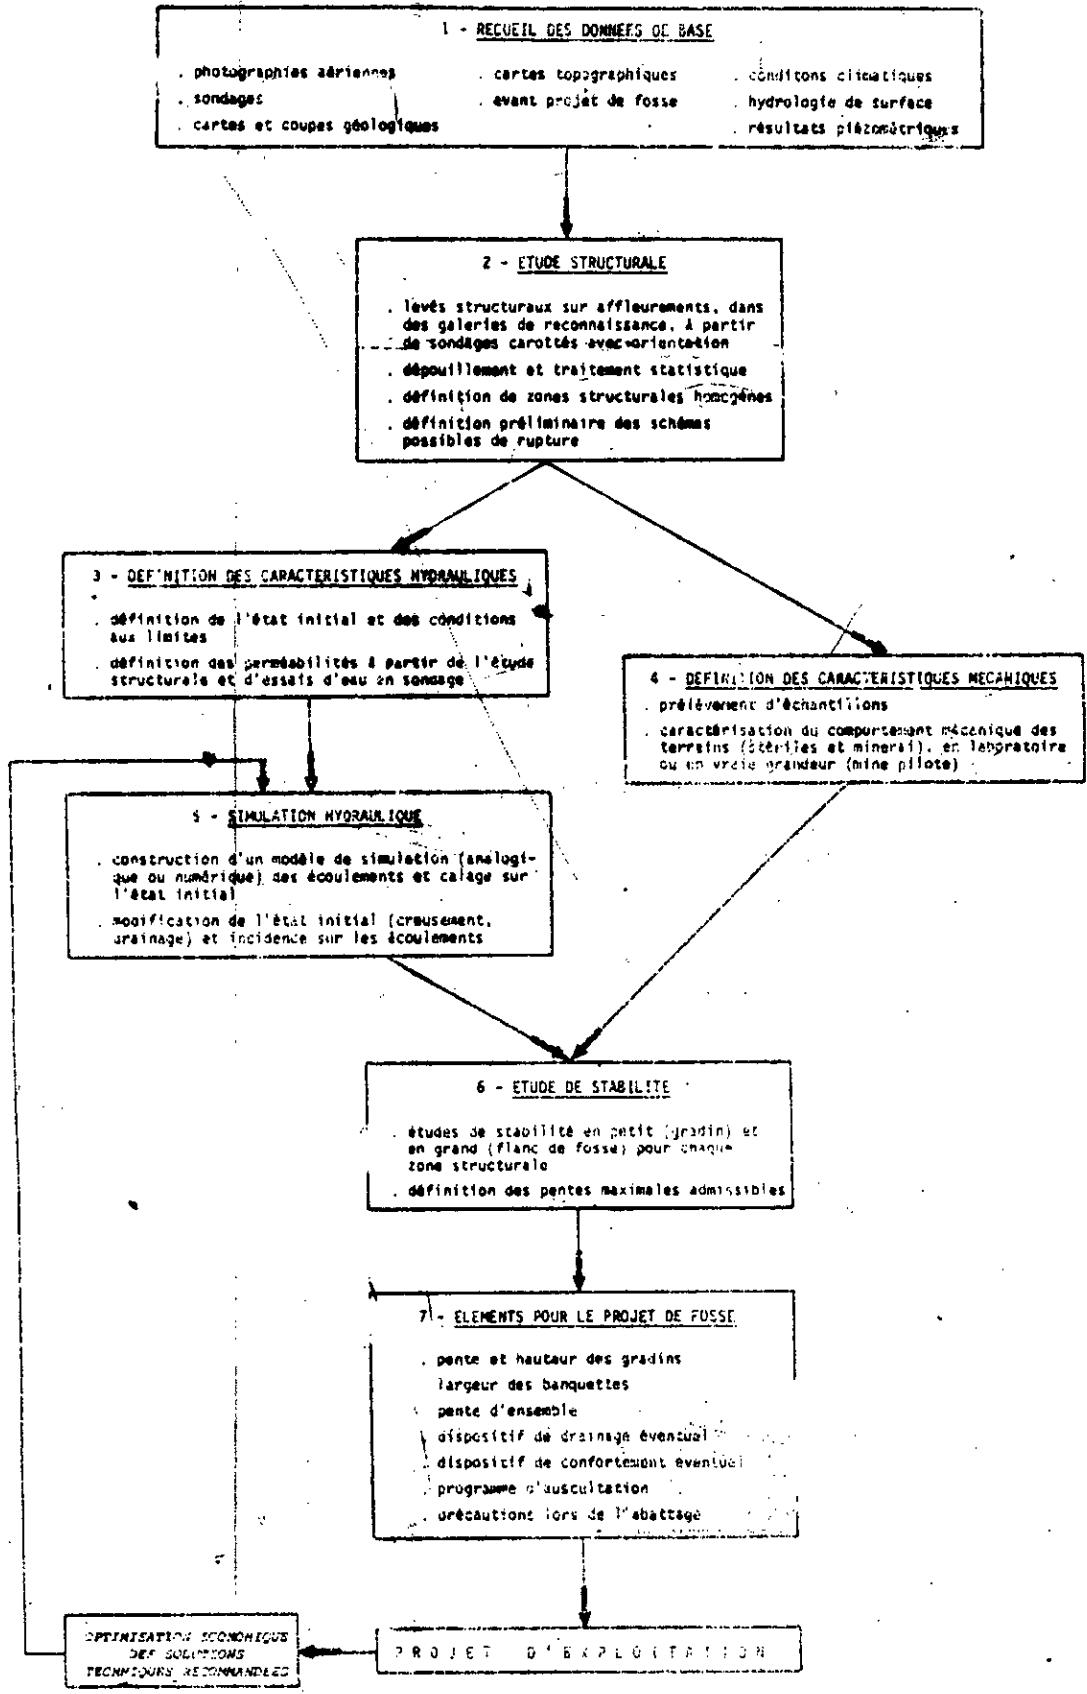 1 - RECUEIL DES DONNEES DE BASE
. photographies aériennes
. sondages
. cartes et coupes géologiques
. cartes topographiques
. avant projet de fosse
. conditons climatiques
. hydrologie de surface
. résultats piézométriques
2 - ETUDE STRUCTURALE
. levés structuraux sur affleurements, dans
des galeries de reconnaissance, à partir
de sondages carottés avec orientation
. dépouillement et traitement statistique
. définition de zones structurales homogènes
. définition préliminaire des schémas
possibles de rupture
3 - DEFINITION DES CARACTERISTIQUES HYDRAULIQUES
. définition de l'état initial et des conditions
aux limites
. définition des perméabilités à partir de l'étude
structurale et d'essais d'eau en sondage
4 - DEFINITION DES CARACTERISTIQUES MECANIQUES
. prélèvement d'échantillons
. caractérisation du comportement mécanique des
terrains (stériles et minerai), en laboratoire
ou en vraie grandeur (mine pilote)
5 - SIMULATION HYDRAULIQUE
. construction d'un modèle de simulation (analogi-
que ou numérique) des écoulements et calage sur
l'état initial
. modification de l'état initial (creusement,
drainage) et incidence sur les écoulements
6 - ETUDE DE STABILITE
. études de stabilité en petit (gradin) et
en grand (flanc de fosse) pour chaque
zone structurale
. définition des pentes maximales admissibles
7 - ELEMENTS POUR LE PROJET DE FOSSE
. pente et hauteur des gradins
largeur des banquettes
. pente d'ensemble
. dispositif de drainage éventuel
. dispositif de confortement éventuel
. programme d'auscultation
. précautions lors de l'abattage
PROJET D'EXPLOITATION
OPTIMISATION ECONOMIQUE
DES SOLUTIONS
TECHNIQUES RECOMMANDEES